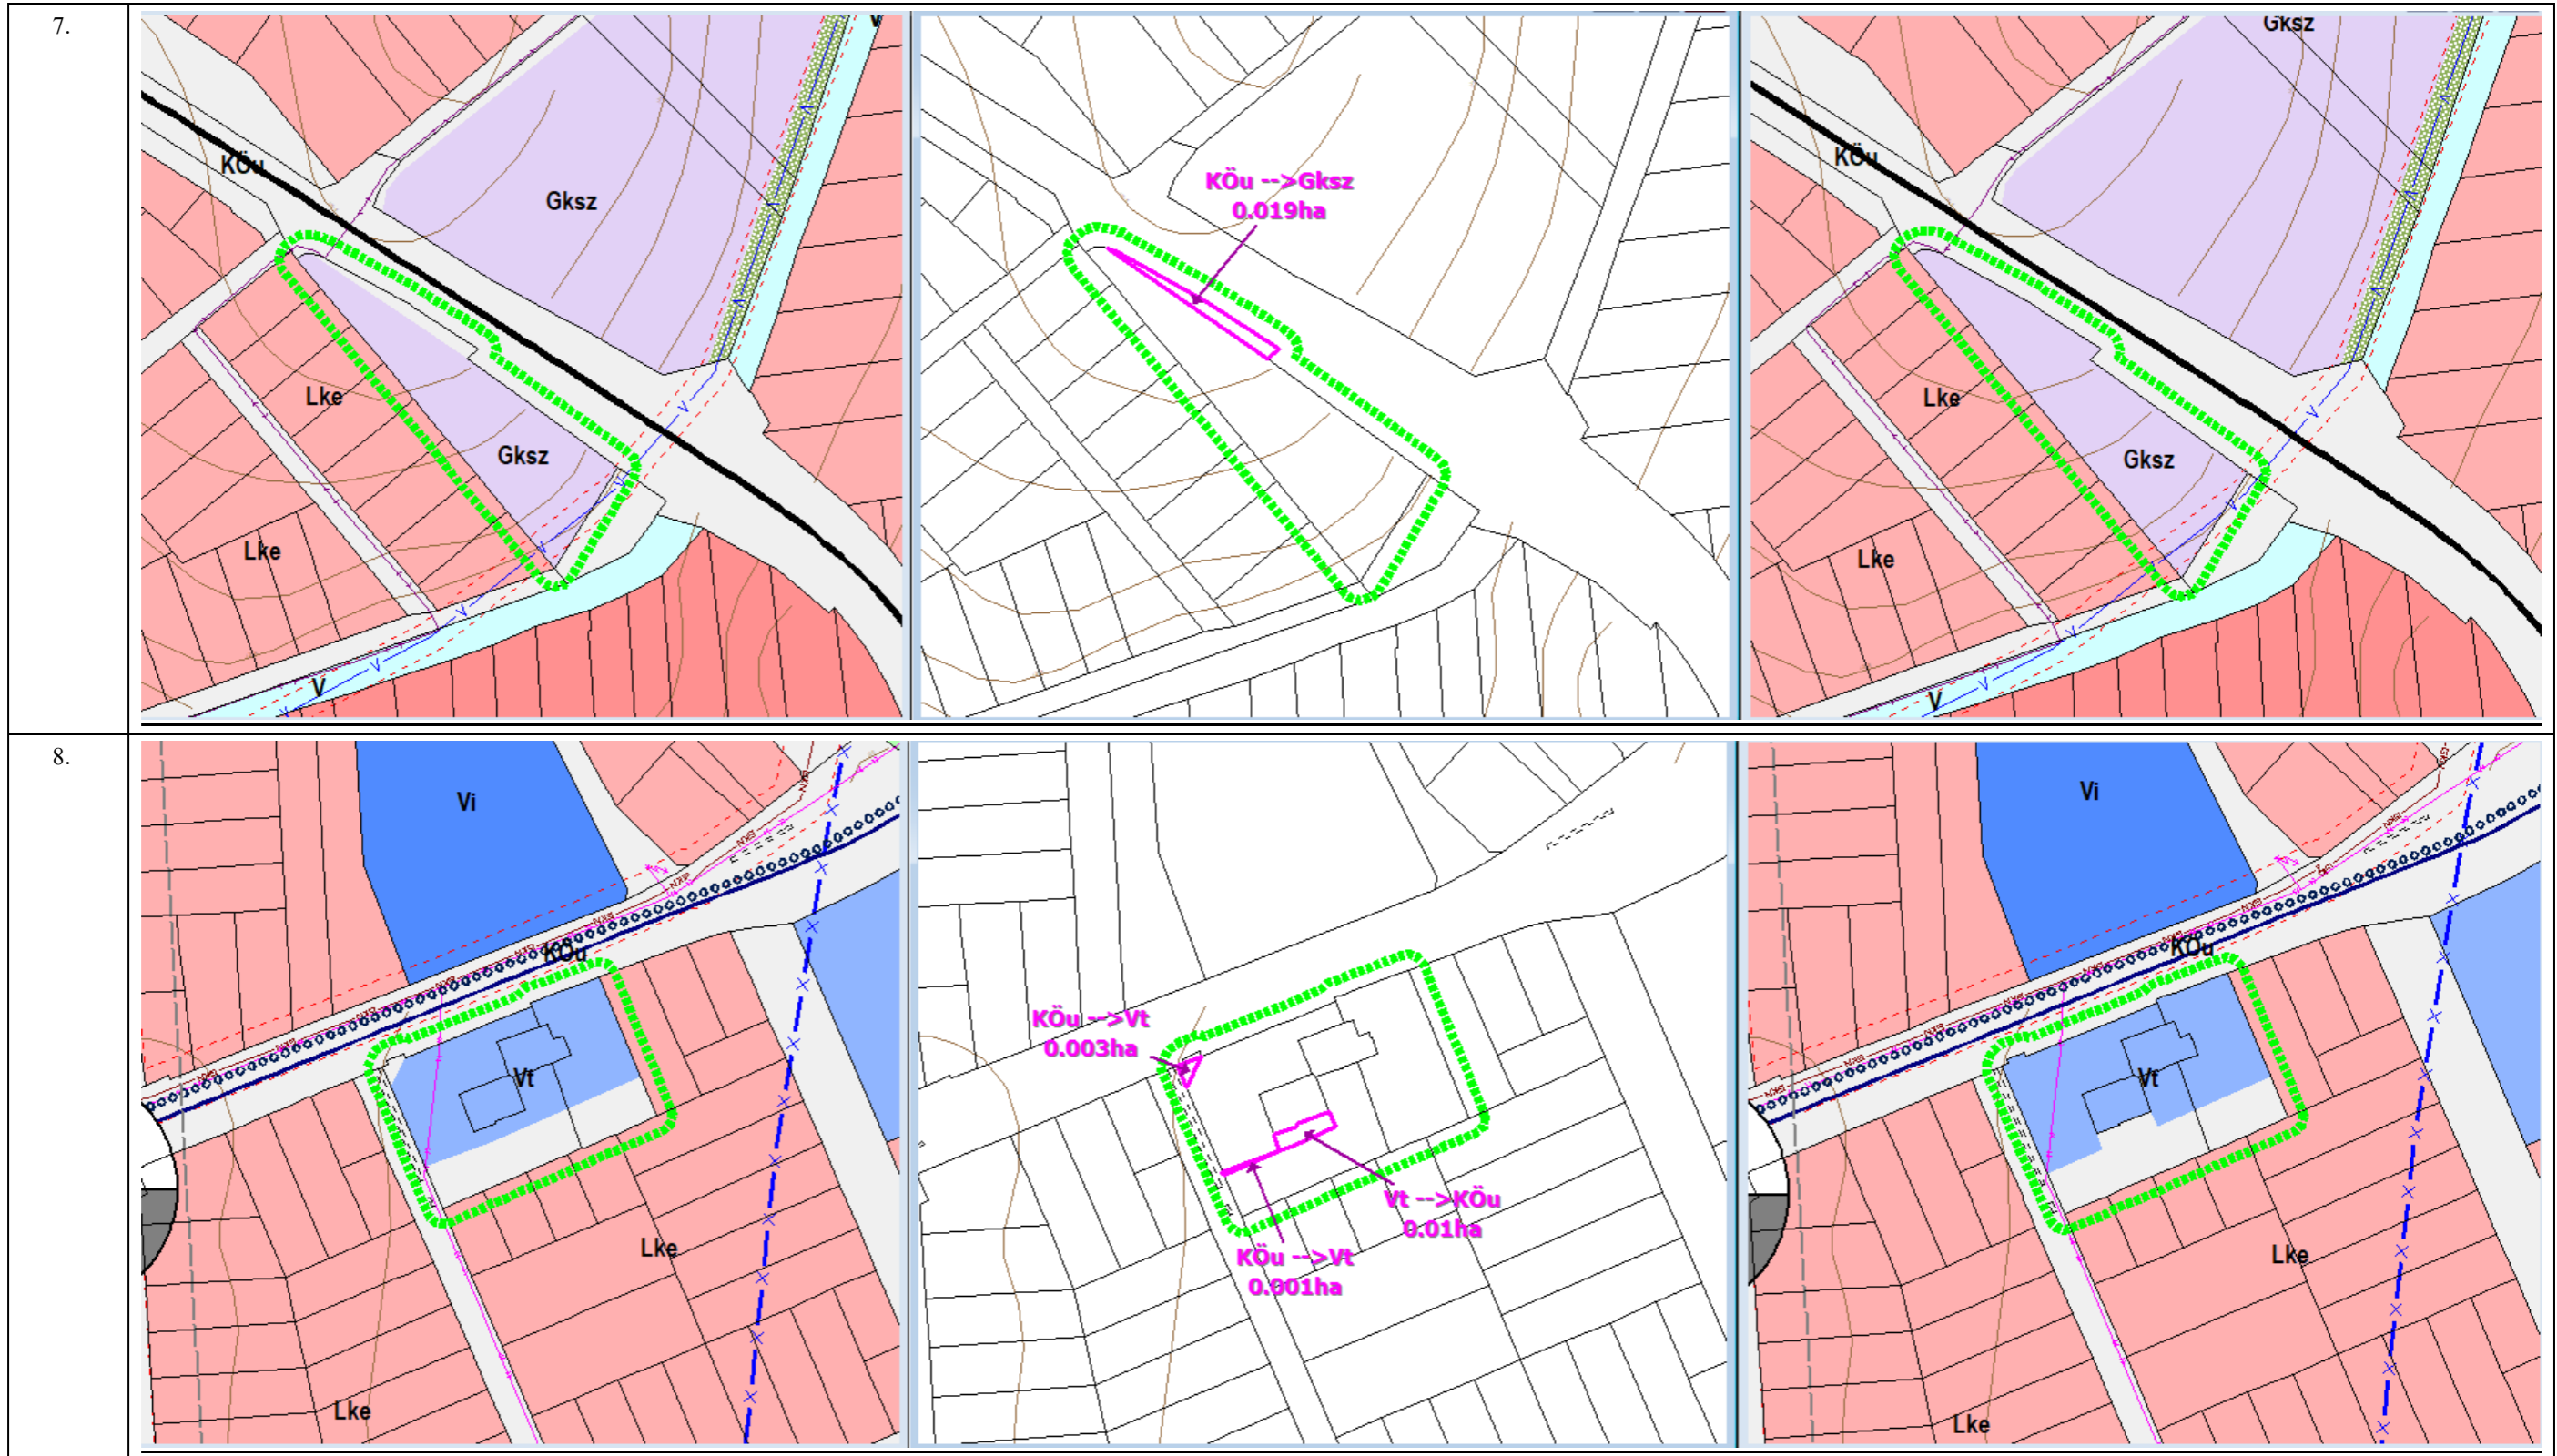 7.
V
KÖu
Gksz
Lke
Gksz
Lke
V
KÖu -->Gksz
0.019ha
Gksz
KÖu
Lke
Gksz
Lke
V
8.
Vi
KÖu
Vt
Lke
Lke
KÖu -->Vt
0.003ha
Vt -->KÖu
0.01ha
KÖu -->Vt
0.001ha
Vi
KÖu
Vt
Lke
Lke